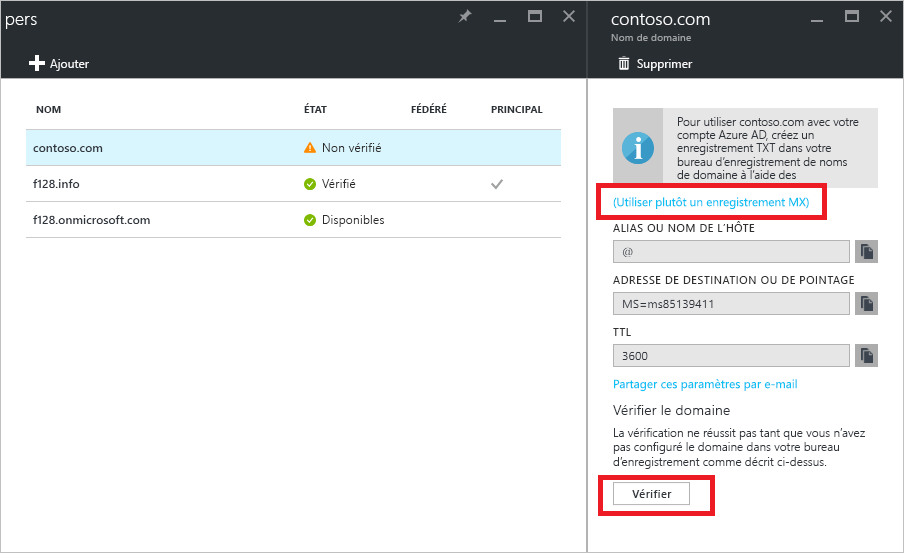 pers
Ajouter
NOM ÉTAT FÉDÉRÉ PRINCIPAL
contoso.com Non vérifié
f128.info Vérifié
f128.onmicrosoft.com Disponibles
contoso.com
Nom de domaine
Supprimer
Pour utiliser contoso.com avec votre
compte Azure AD, créez un
enregistrement TXT dans votre
bureau d’enregistrement de noms
de domaine à l’aide des
(Utiliser plutôt un enregistrement MX)
ALIAS OU NOM DE L’HÔTE
@
ADRESSE DE DESTINATION OU DE POINTAGE
MS=ms85139411
TTL
3600
Partager ces paramètres par e-mail
Vérifier le domaine
La vérification ne réussit pas tant que vous n’avez
pas configuré le domaine dans votre bureau
d’enregistrement comme décrit ci-dessus.
Vérifier